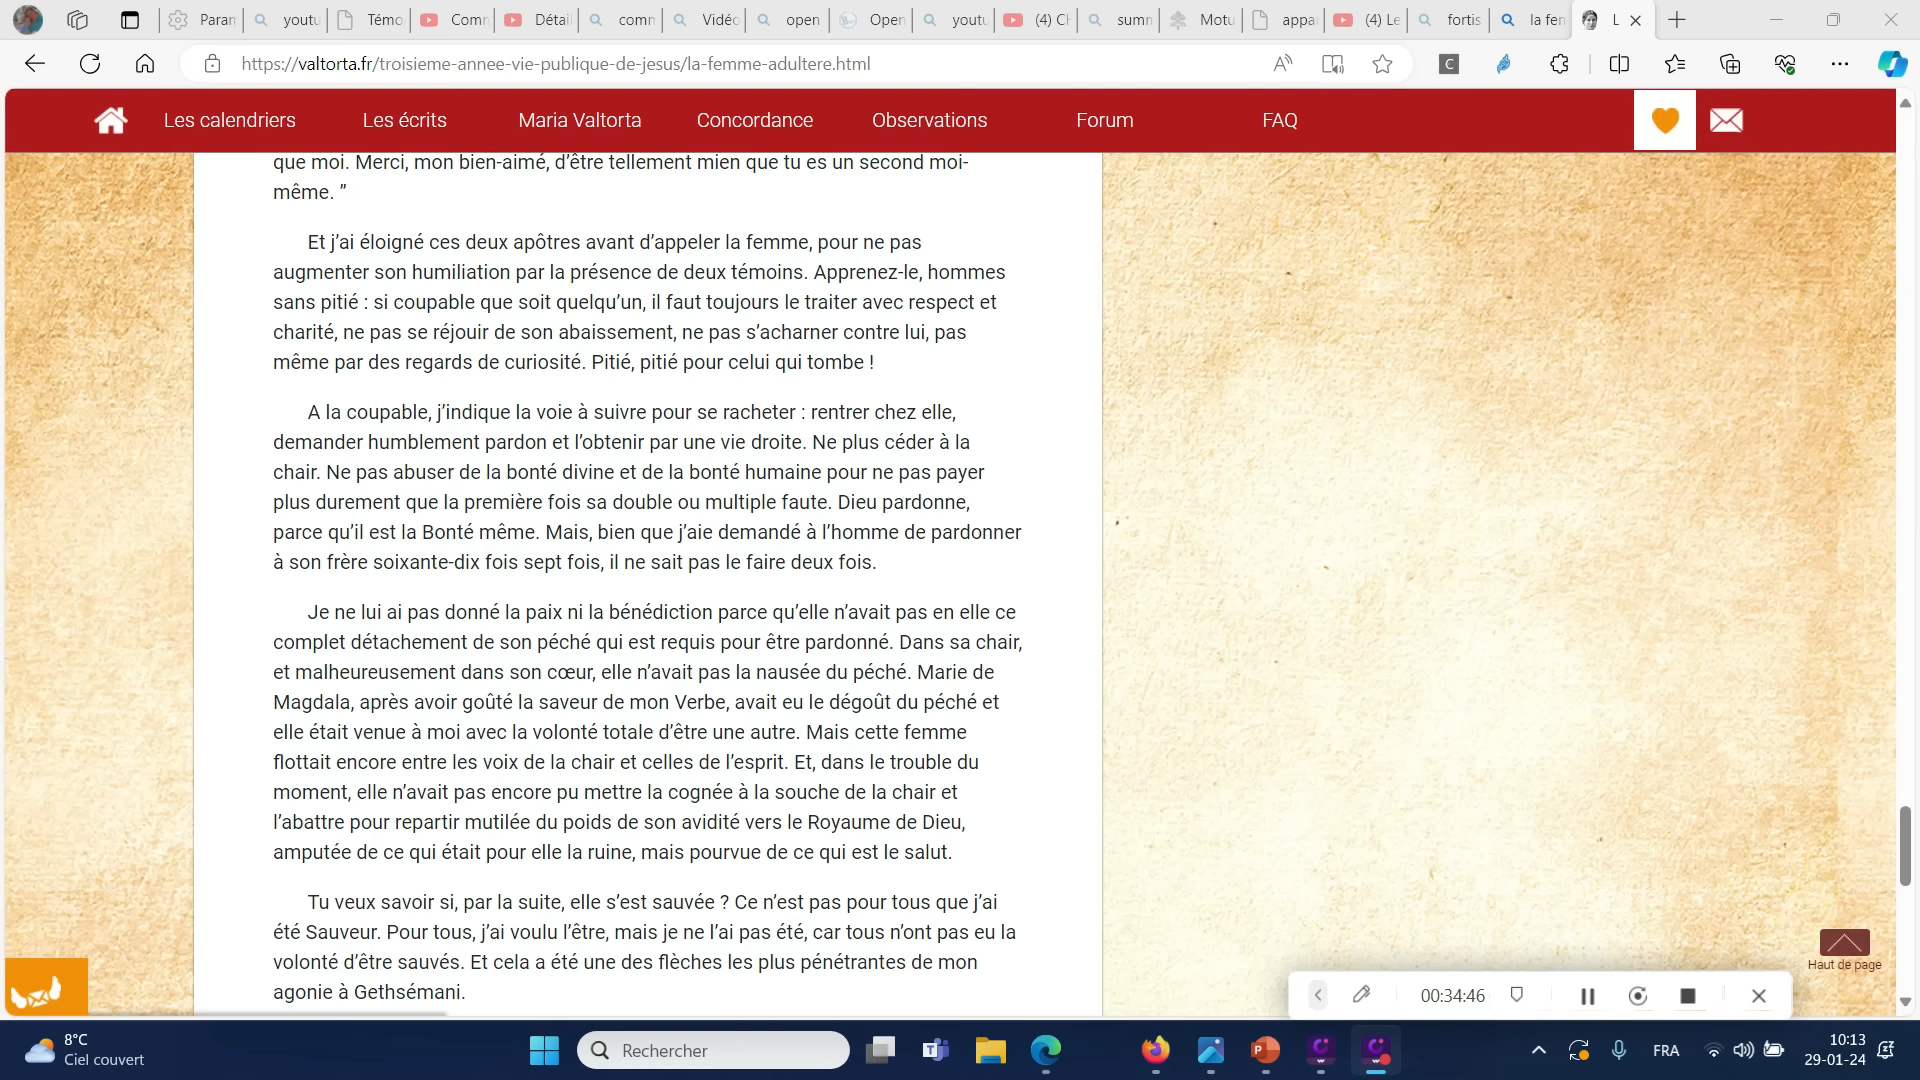 Paran
youtu
Témo
Comn
Détail
comn
Vidéo
open
Open
youtu
(4) Cl
sumn
Motu
appa
(4) Le
fortis
la fen
L
https://valtorta.fr/troisieme-annee-vie-publique-de-jesus/la-femme-adultere.html
Les calendriers
Les écrits
Maria Valtorta
Concordance
Observations
Forum
FAQ
que moi. Merci, mon bien-aimé, d’être tellement mien que tu es un second moi-
même. ”
Et j’ai éloigné ces deux apôtres avant d’appeler la femme, pour ne pas
augmenter son humiliation par la présence de deux témoins. Apprenez-le, hommes
sans pitié : si coupable que soit quelqu’un, il faut toujours le traiter avec respect et
charité, ne pas se réjouir de son abaissement, ne pas s’acharner contre lui, pas
même par des regards de curiosité. Pitié, pitié pour celui qui tombe !
A la coupable, j’indique la voie à suivre pour se racheter : rentrer chez elle,
demander humblement pardon et l’obtenir par une vie droite. Ne plus céder à la
chair. Ne pas abuser de la bonté divine et de la bonté humaine pour ne pas payer
plus durement que la première fois sa double ou multiple faute. Dieu pardonne,
parce qu’il est la Bonté même. Mais, bien que j’aie demandé à l’homme de pardonner
à son frère soixante-dix fois sept fois, il ne sait pas le faire deux fois.
Je ne lui ai pas donné la paix ni la bénédiction parce qu’elle n’avait pas en elle ce
complet détachement de son péché qui est requis pour être pardonné. Dans sa chair,
et malheureusement dans son cœur, elle n’avait pas la nausée du péché. Marie de
Magdala, après avoir goûté la saveur de mon Verbe, avait eu le dégoût du péché et
elle était venue à moi avec la volonté totale d’être une autre. Mais cette femme
flottait encore entre les voix de la chair et celles de l’esprit. Et, dans le trouble du
moment, elle n’avait pas encore pu mettre la cognée à la souche de la chair et
l’abattre pour repartir mutilée du poids de son avidité vers le Royaume de Dieu,
amputée de ce qui était pour elle la ruine, mais pourvue de ce qui est le salut.
Tu veux savoir si, par la suite, elle s’est sauvée ? Ce n’est pas pour tous que j’ai
été Sauveur. Pour tous, j’ai voulu l’être, mais je ne l’ai pas été, car tous n’ont pas eu la
volonté d’être sauvés. Et cela a été une des flèches les plus pénétrantes de mon
agonie à Gethsémani.
Haut de page
00:34:46
8°C
Ciel couvert
Rechercher
FRA
10:13
29-01-24